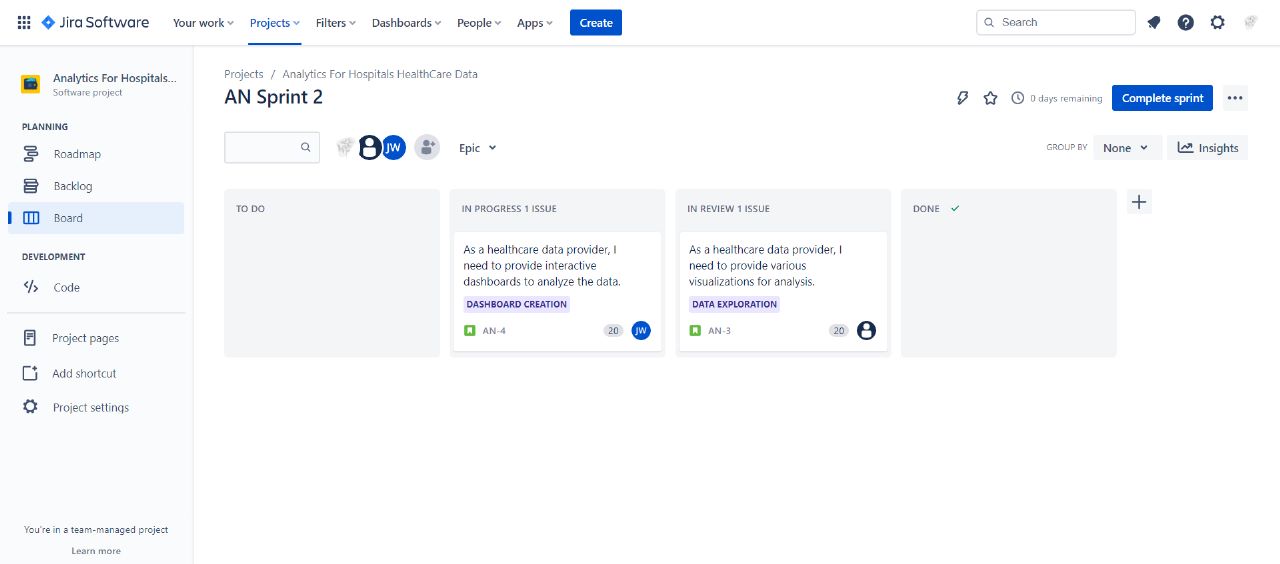 Jira Software Your work Projects Filters Dashboards People Apps Create Search
Analytics For Hospitals...
Software project
PLANNING
Roadmap
Backlog
Board
DEVELOPMENT
Code
Project pages
Add shortcut
Project settings
You're in a team-managed project
Learn more
Projects / Analytics For Hospitals HealthCare Data
AN Sprint 2
0 days remaining Complete sprint
JW Epic GROUP BY None Insights
TO DO
IN PROGRESS 1 ISSUE
As a healthcare data provider, I
need to provide interactive
dashboards to analyze the data.
DASHBOARD CREATION
AN-4 20 JW
IN REVIEW 1 ISSUE
As a healthcare data provider, I
need to provide various
visualizations for analysis.
DATA EXPLORATION
AN-3 20
DONE